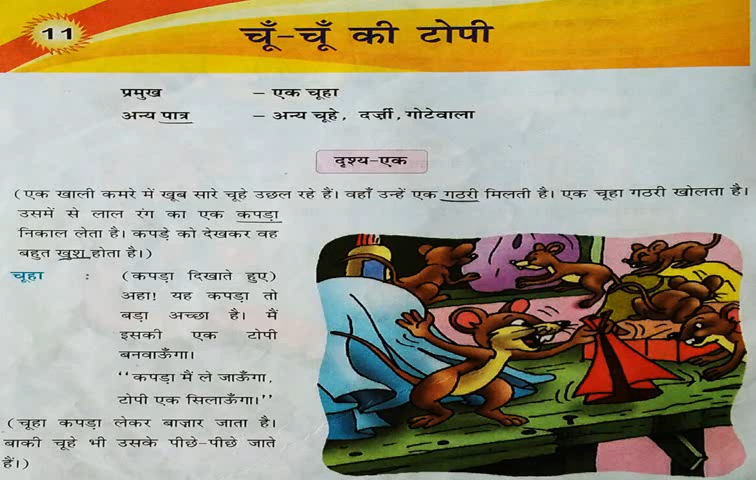 11
चूँ-चूँ की टोपी
प्रमुख – एक चूहा
अन्य पात्र – अन्य चूहे, दर्ज़ी, गोटेवाला
दृश्य-एक
(एक खाली कमरे में खूब सारे चूहे उछल रहे हैं। वहाँ उन्हें एक गठरी मिलती है। एक चूहा गठरी खोलता है।
उसमें से लाल रंग का एक कपड़ा
निकाल लेता है। कपड़े को देखकर वह
बहुत खुश होता है।)
चूहा : (कपड़ा दिखाते हुए)
अहा! यह कपड़ा तो
बड़ा अच्छा है। मैं
इसकी एक टोपी
बनवाऊँगा।
“कपड़ा मैं ले जाऊँगा,
टोपी एक सिलाऊँगा।”
(चूहा कपड़ा लेकर बाज़ार जाता है।
बाकी चूहे भी उसके पीछे-पीछे जाते
हैं।)